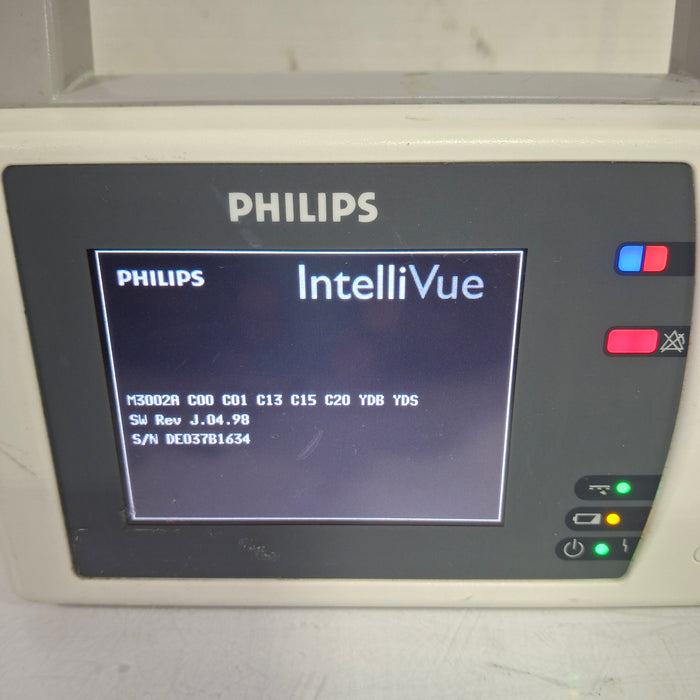 PHILIPS
PHILIPS IntelliVue
M3002A C00 C01 C13 C15 C20 YDB YDS
SW Rev J.04.98
S/N DE037B1634